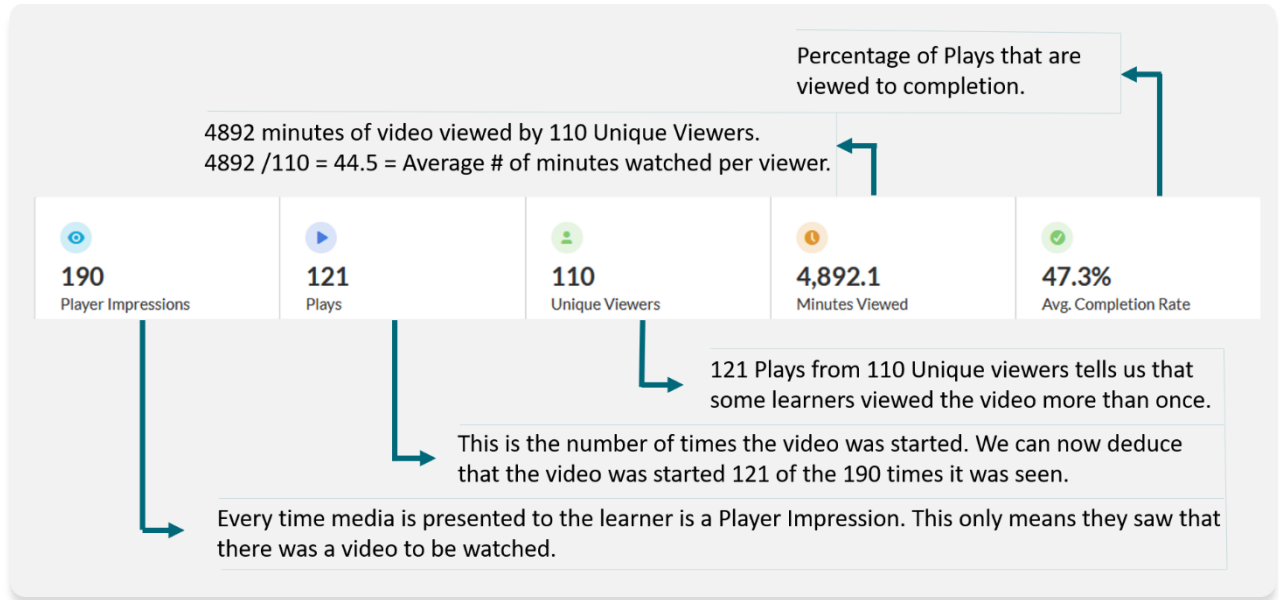 Percentage of Plays that are
viewed to completion.
4892 minutes of video viewed by 110 Unique Viewers.
4892 /110 = 44.5 = Average # of minutes watched per viewer.
190
Player Impressions
121
Plays
110
Unique Viewers
4,892.1
Minutes Viewed
47.3%
Avg. Completion Rate
121 Plays from 110 Unique viewers tells us that
some learners viewed the video more than once.
This is the number of times the video was started. We can now deduce
that the video was started 121 of the 190 times it was seen.
Every time media is presented to the learner is a Player Impression. This only means they saw that
there was a video to be watched.